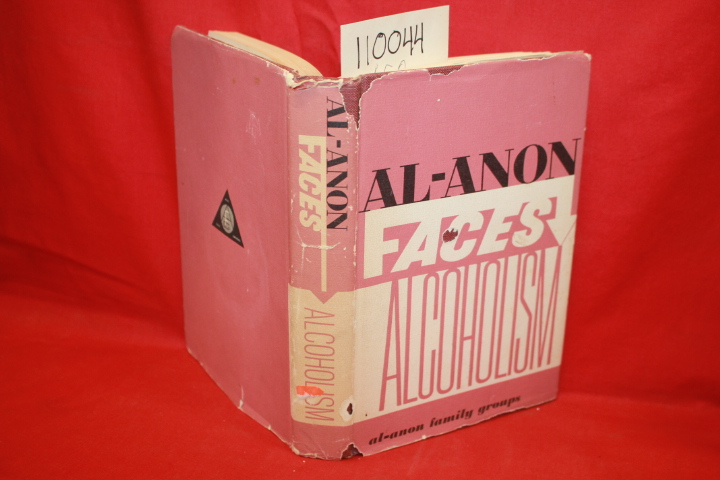 110044
AL-ANON
FACES
ALCOHOLISM
AL-ANON
FACES
ALCOHOLISM
al-anon family groups